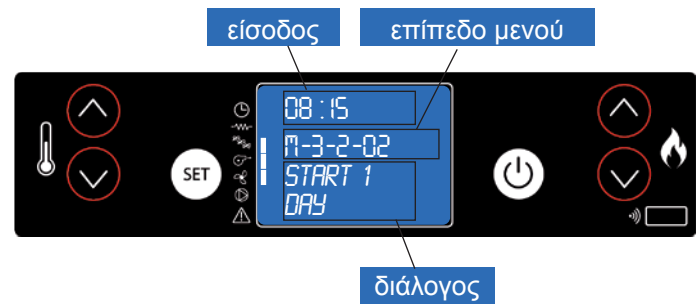 είσοδος
επίπεδο μενού
08:15
M-3-2-02
SET
START 1
DAY
διάλογος